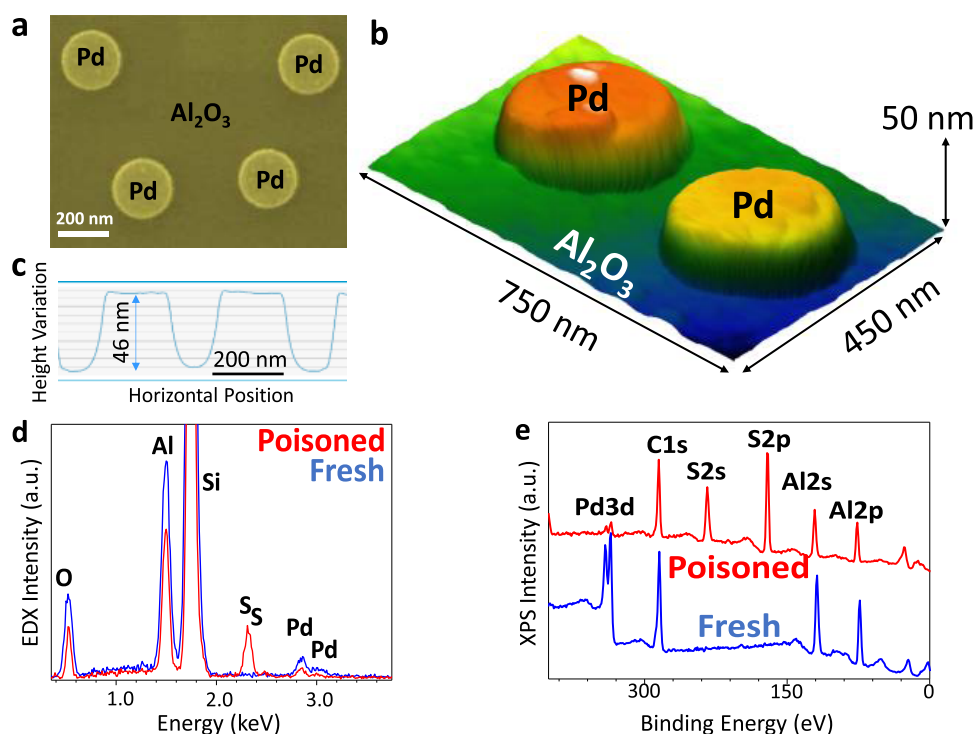 a
Pd
Pd
Al₂O₃
Pd
Pd
200 nm
b
Pd
Pd
Al₂O₃
50 nm
750 nm
450 nm
c
Height Variation
46 nm
200 nm
Horizontal Position
d
Poisoned
Fresh
EDX Intensity (a.u.)
O
Al
Si
S
S
Pd
Pd
1.0
2.0
3.0
Energy (keV)
e
XPS Intensity (a.u.)
Pd3d
C1s
S2s
S2p
Al2s
Al2p
Poisoned
Fresh
300
150
0
Binding Energy (eV)